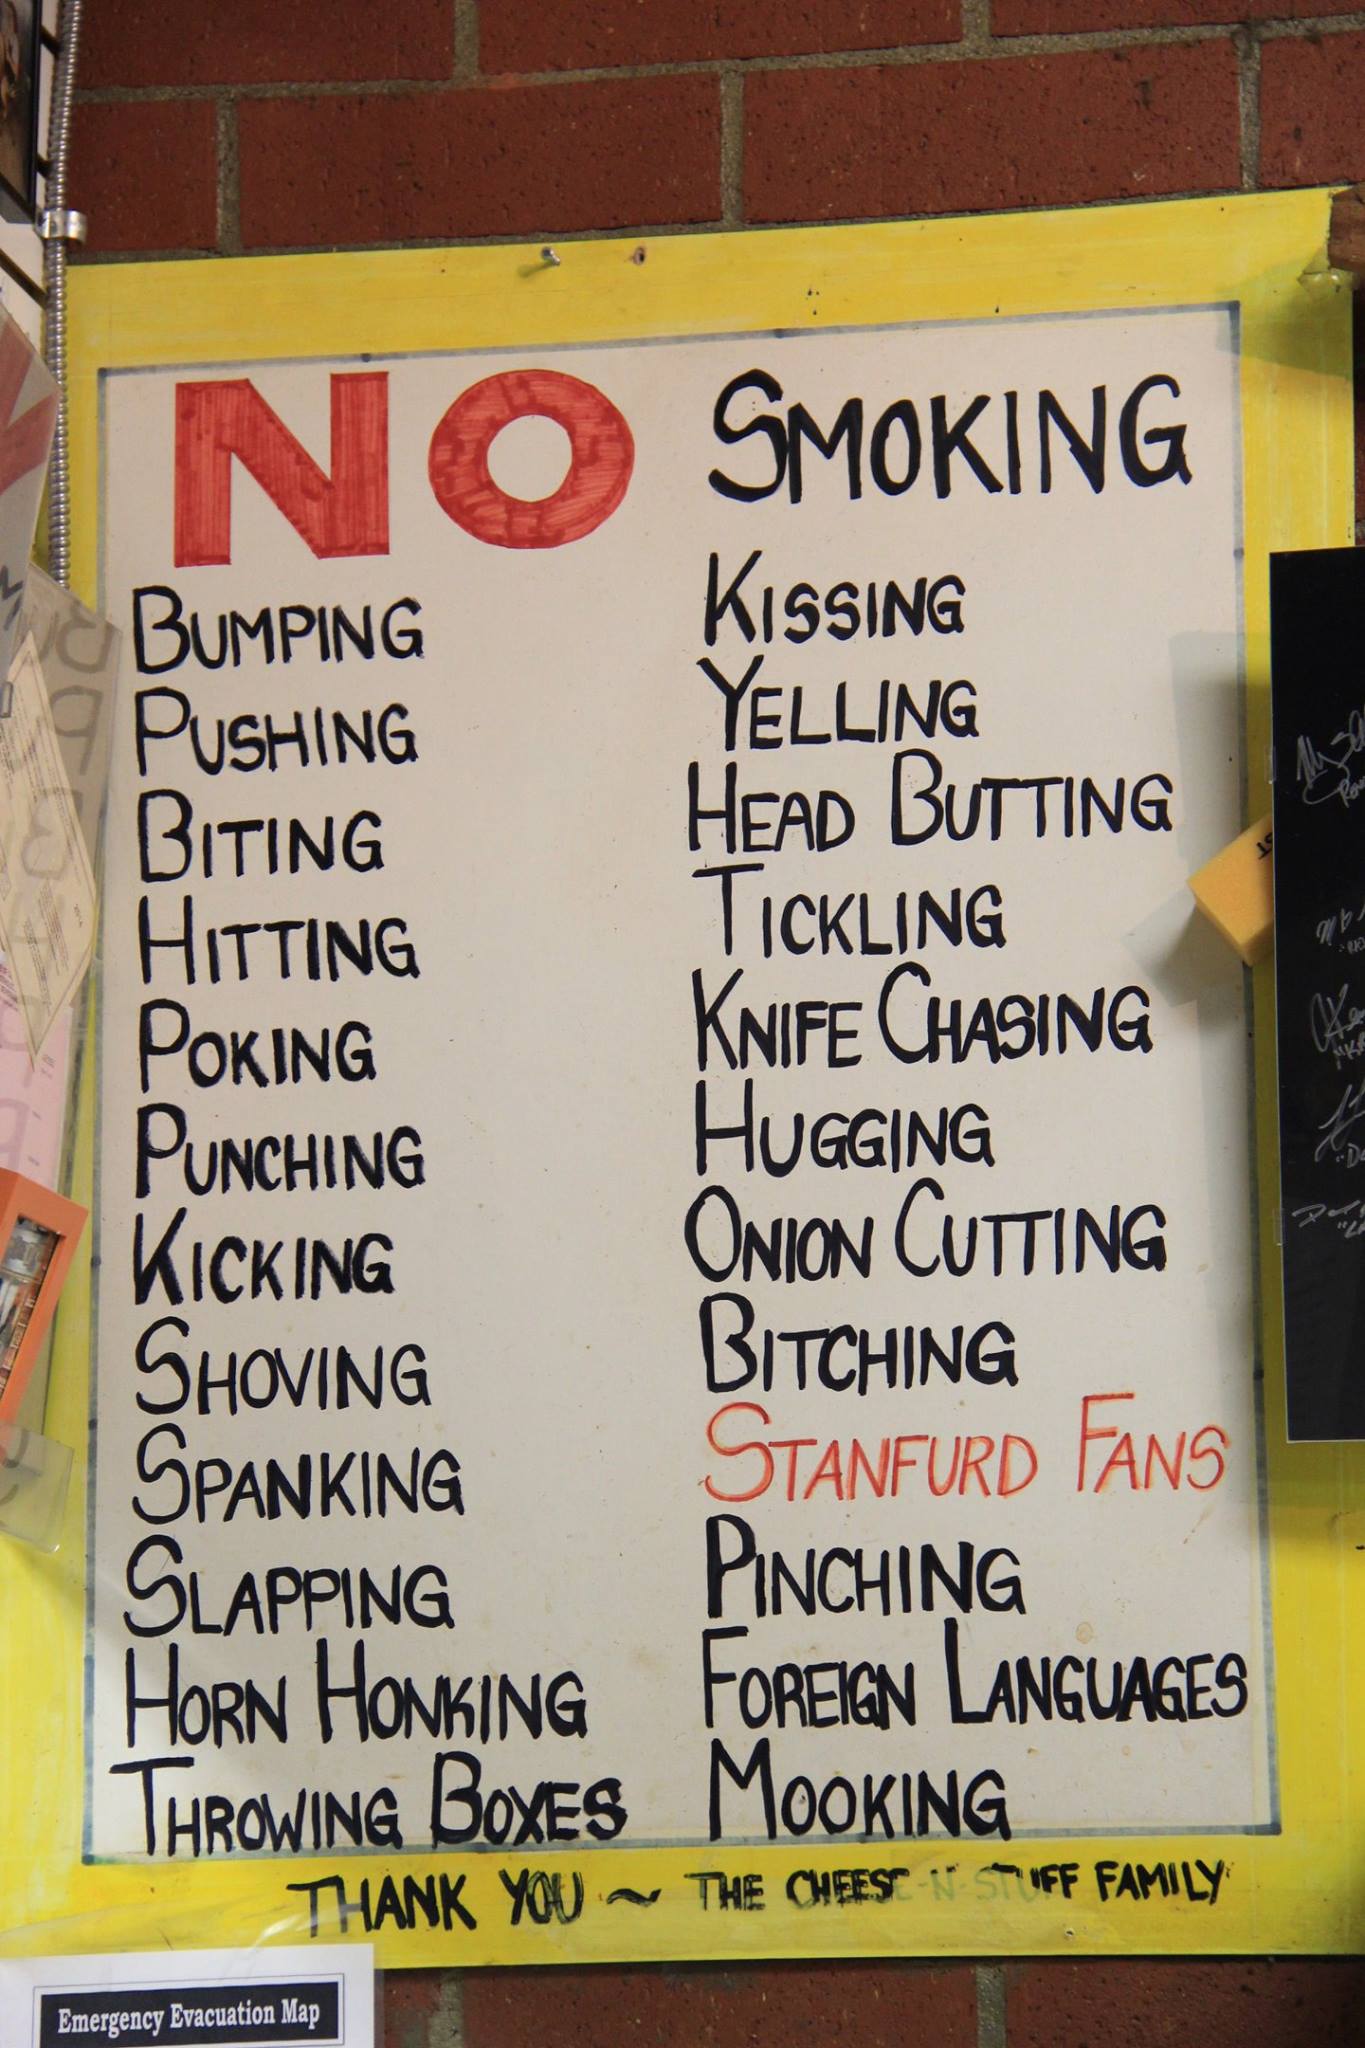 NO SMOKING
BUMPING
PUSHING
BITING
HITTING
POKING
PUNCHING
KICKING
SHOVING
SPANKING
SLAPPING
HORN HONKING
THROWING BOXES
KISSING
YELLING
HEAD BUTTING
TICKLING
KNIFE CHASING
HUGGING
ONION CUTTING
BITCHING
STANFURD FANS
PINCHING
FOREIGN LANGUAGES
MOOKING
THANK YOU ~ THE CHEESE-N-STUFF FAMILY
Emergency Evacuation Map